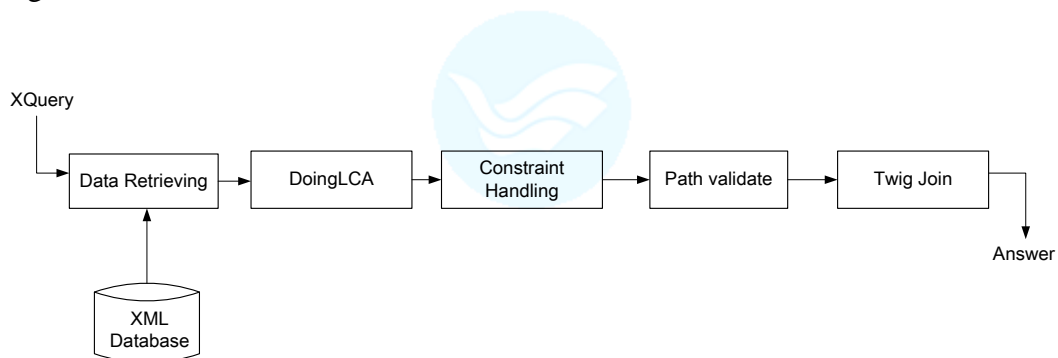 XQuery
Data Retrieving
DoingLCA
Constraint
Handling
Path validate
Twig Join
Answer
XML
Database